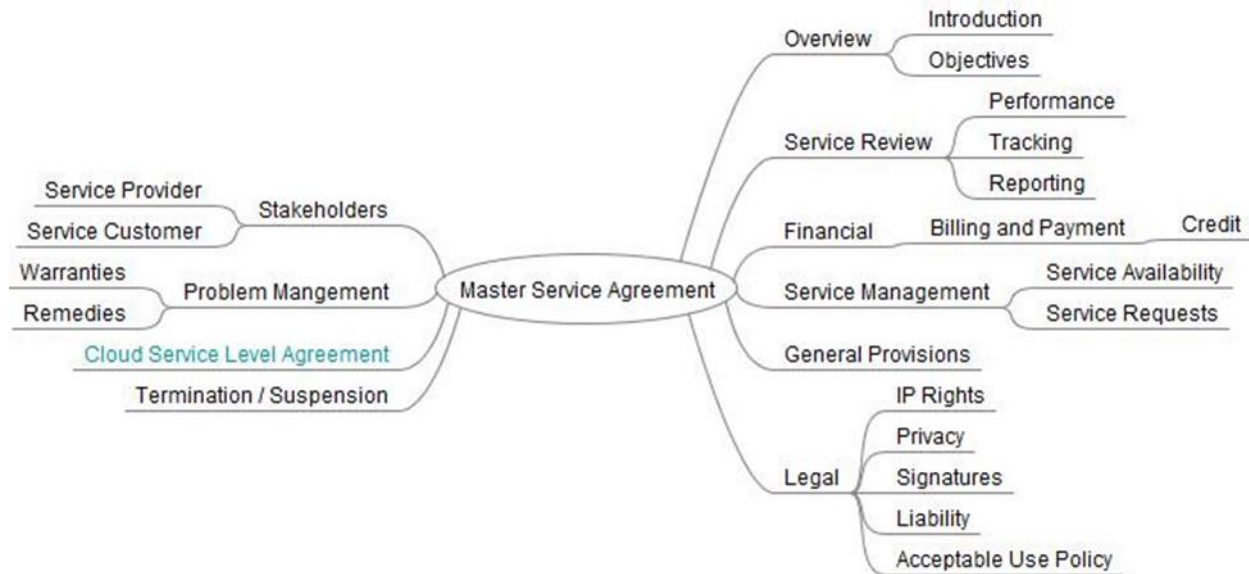 Introduction
Overview
Objectives
Performance
Service Review
Tracking
Reporting
Service Provider
Stakeholders
Service Customer
Financial
Billing and Payment
Credit
Warranties
Problem Mangement
Remedies
Master Service Agreement
Service Availability
Service Management
Service Requests
Cloud Service Level Agreement
General Provisions
Termination / Suspension
IP Rights
Privacy
Legal
Signatures
Liability
Acceptable Use Policy